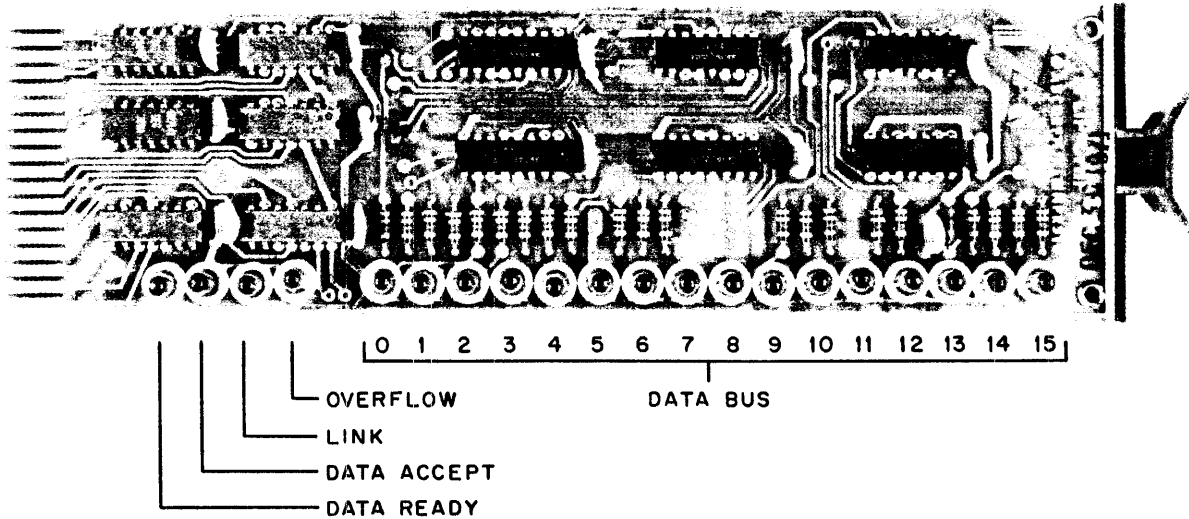 0 1 2 3 4 5 6 7 8 9 10 11 12 13 14 15
OVERFLOW
DATA BUS
LINK
DATA ACCEPT
DATA READY